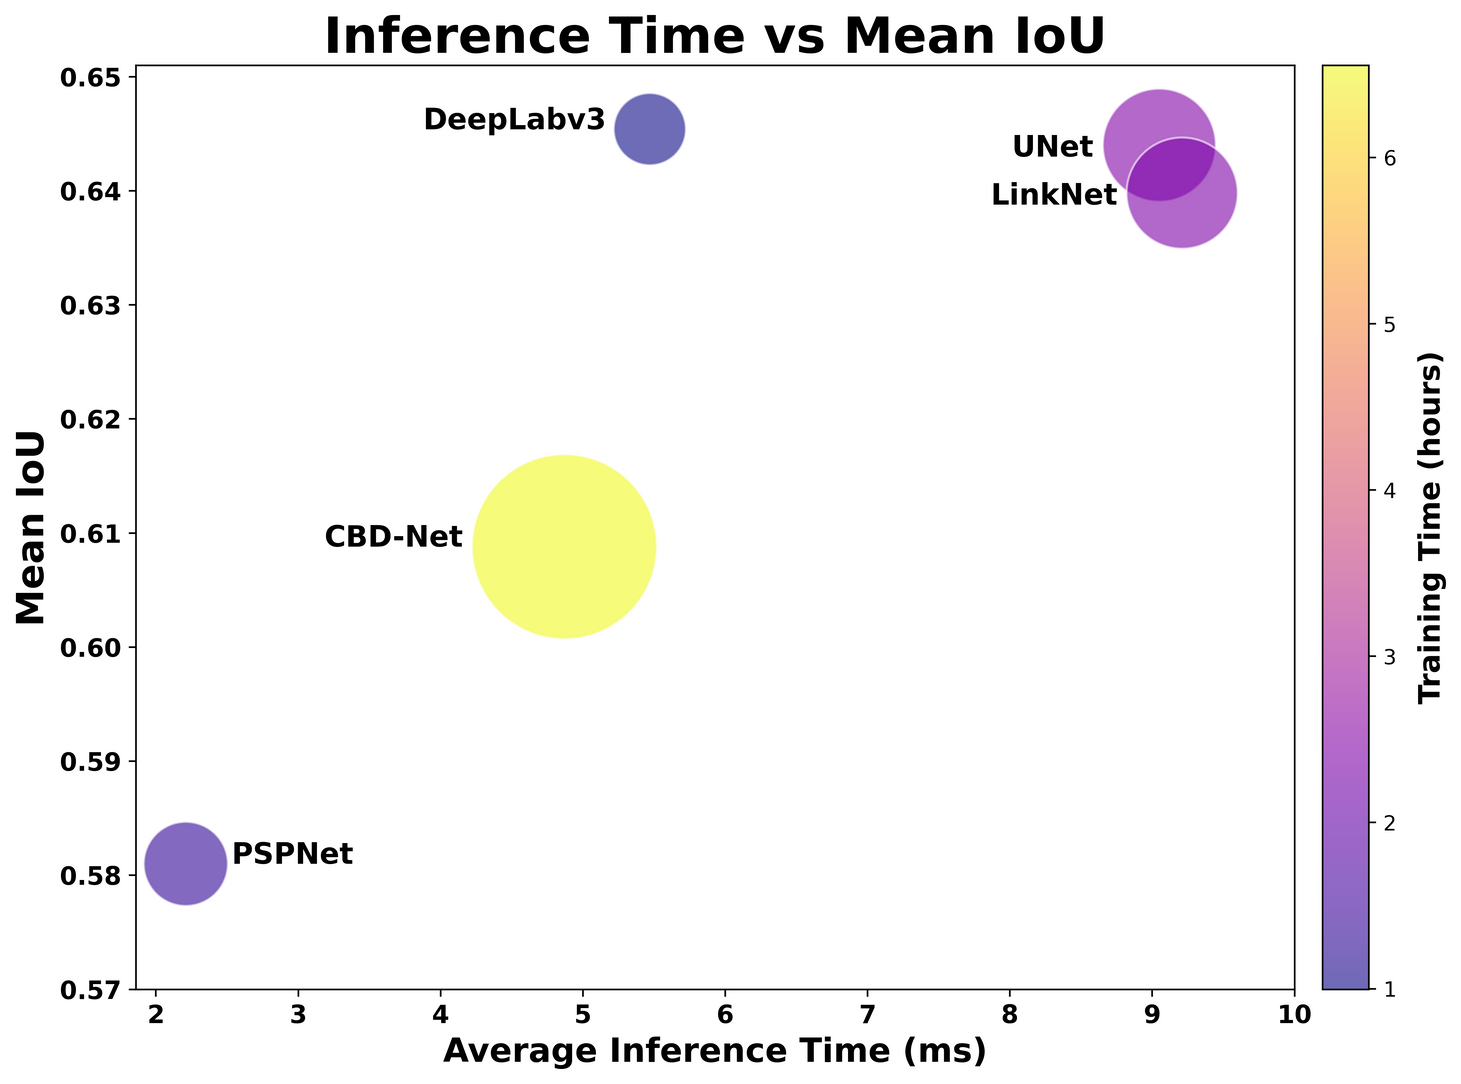 Inference Time vs Mean IoU
0.65
0.64
0.63
0.62
0.61
0.60
0.59
0.58
0.57
Mean IoU
DeepLabv3
UNet
LinkNet
CBD-Net
PSPNet
2 3 4 5 6 7 8 9 10
Average Inference Time (ms)
6
5
4
3
2
1
Training Time (hours)